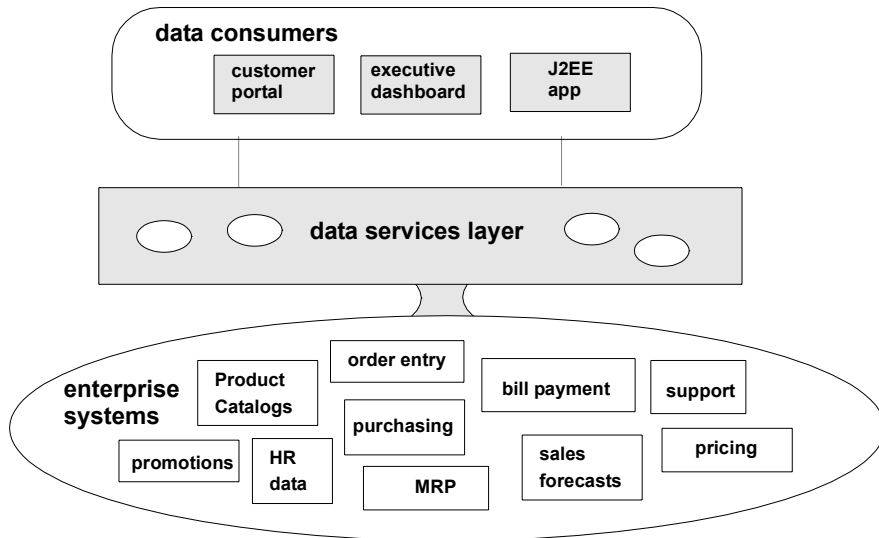 data consumers
customer
portal
executive
dashboard
J2EE
app
data services layer
enterprise
systems
Product
Catalogs
order entry
bill payment
support
purchasing
promotions
HR
data
MRP
sales
forecasts
pricing